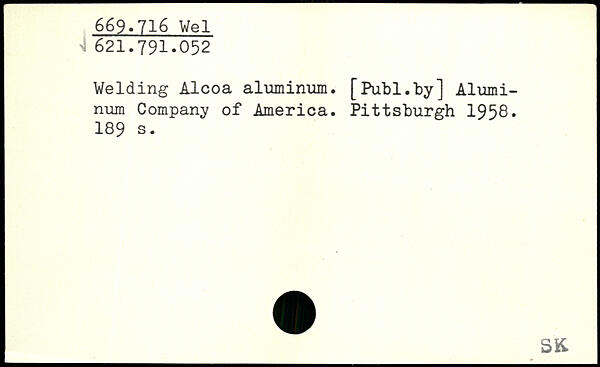 669.716 Wel
621.791.052
Welding Alcoa aluminum. [Publ.by] Alumi-
num Company of America. Pittsburgh 1958.
189 s.
SK